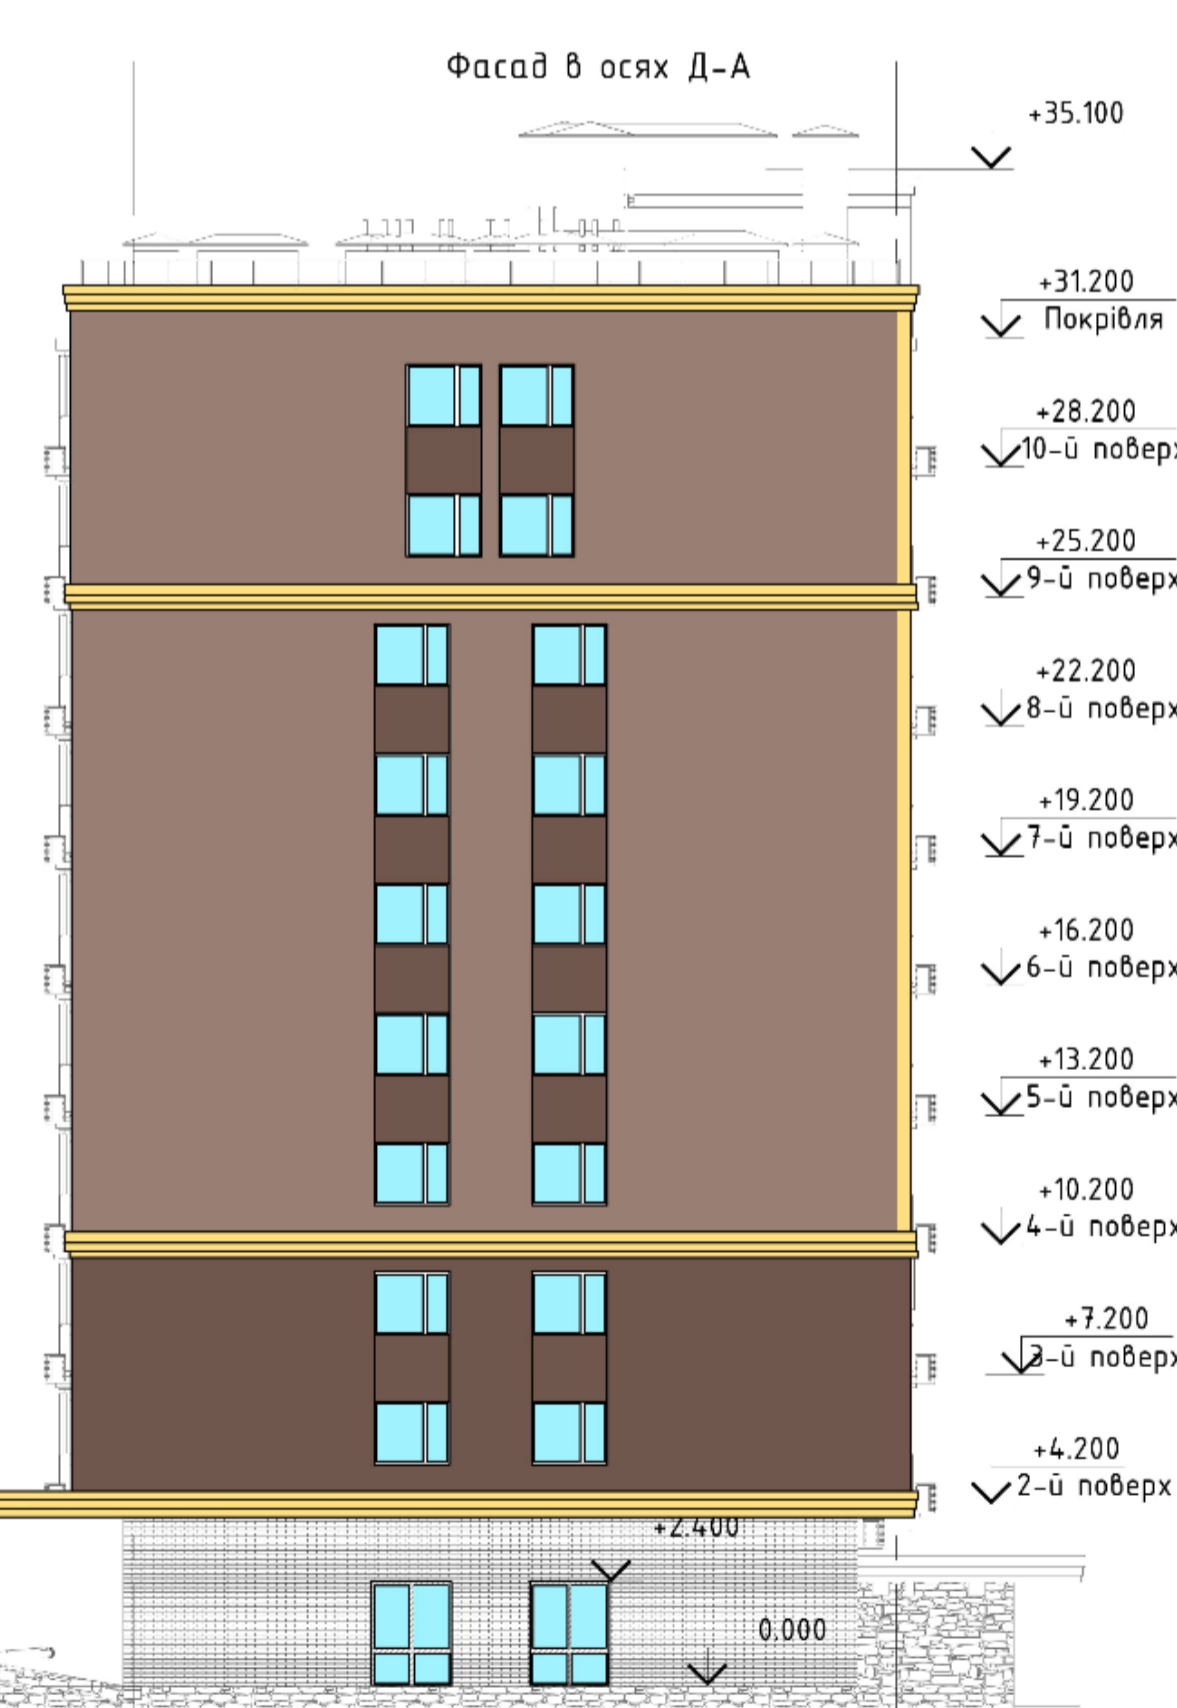 Фасад в осях Д-А
+35.100
+31.200
Покрівля
+28.200
10-й поверх
+25.200
9-й поверх
+22.200
8-й поверх
+19.200
7-й поверх
+16.200
6-й поверх
+13.200
5-й поверх
+10.200
4-й поверх
+7.200
3-й поверх
+4.200
2-й поверх
+2.400
0.000